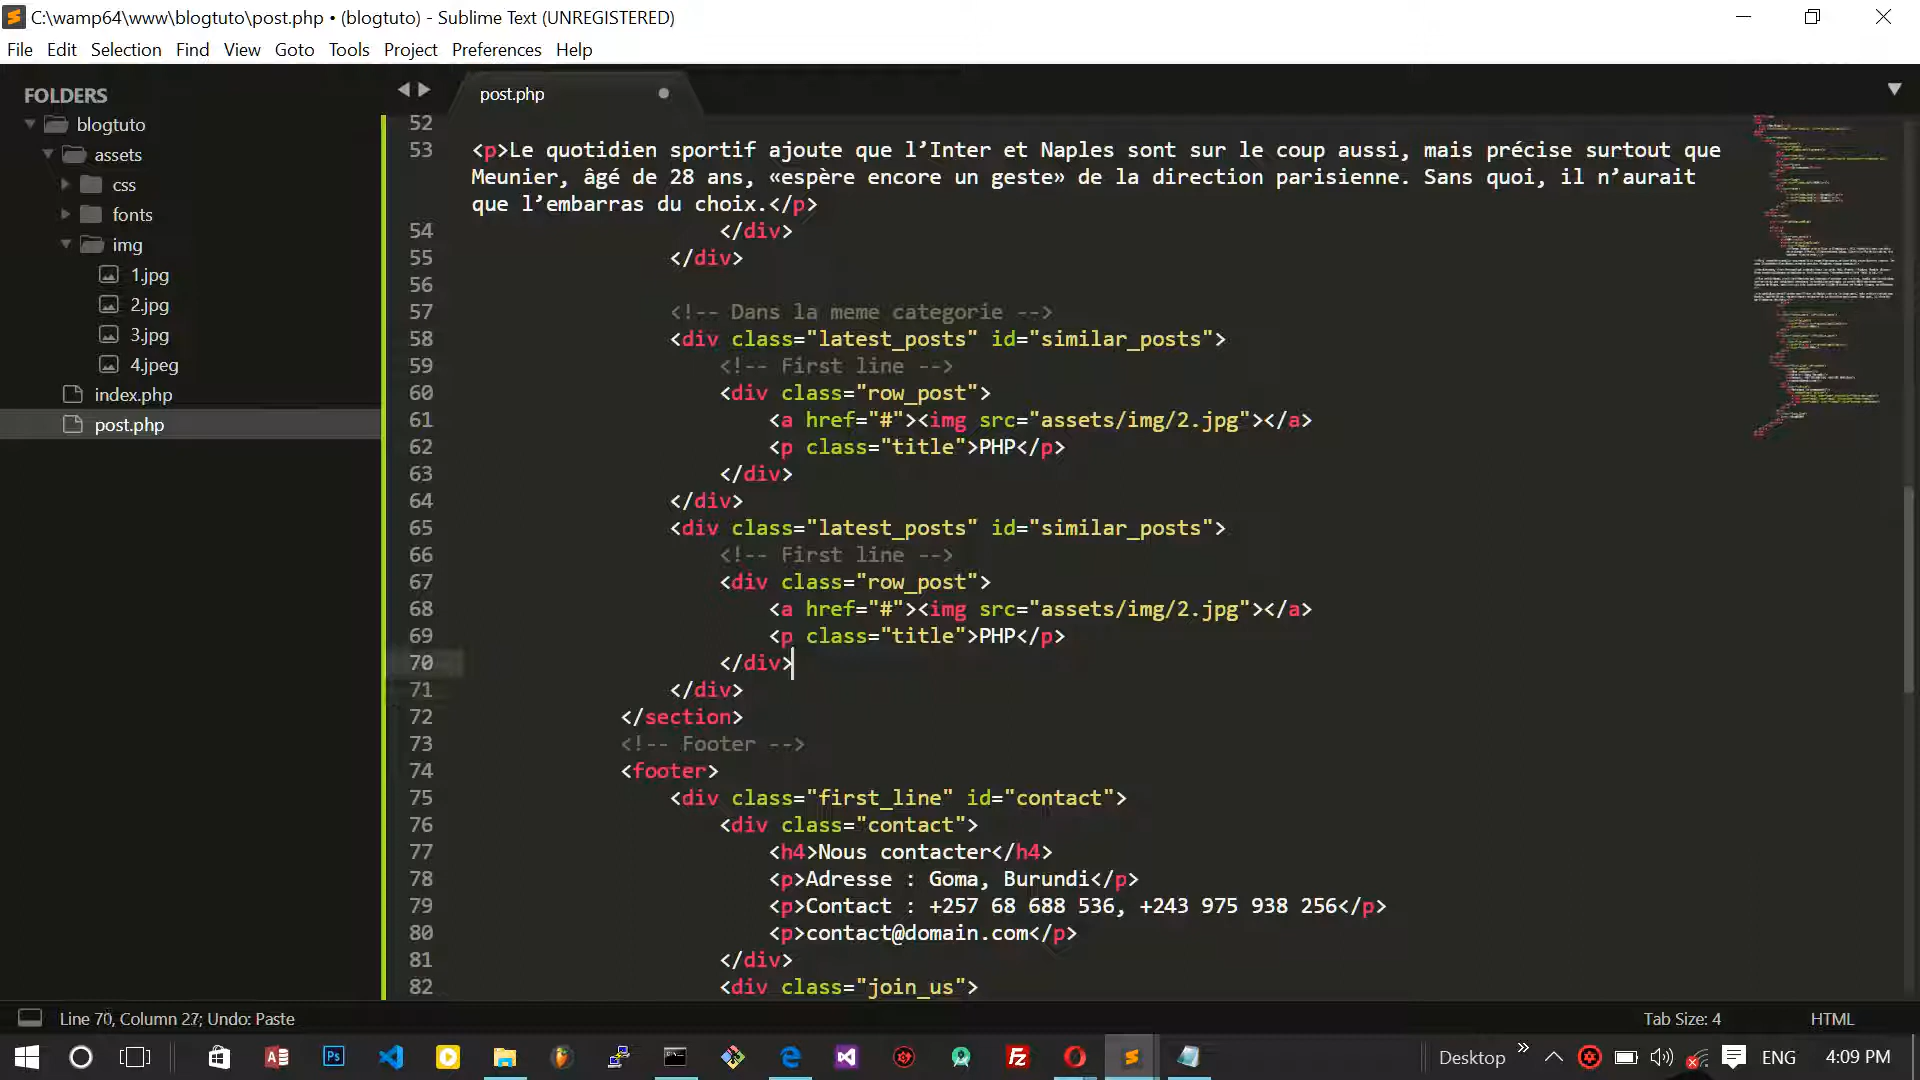 C:\wamp64\www\blogtuto\post.php • (blogtuto) - Sublime Text (UNREGISTERED)
File Edit Selection Find View Goto Tools Project Preferences Help
FOLDERS
blogtuto
assets
css
fonts
img
1.jpg
2.jpg
3.jpg
4.jpeg
index.php
post.php
post.php
52
53 <p>Le quotidien sportif ajoute que l’Inter et Naples sont sur le coup aussi, mais précise surtout que
Meunier, âgé de 28 ans, «espère encore un geste» de la direction parisienne. Sans quoi, il n’aurait
que l’embarras du choix.</p>
54 </div>
55 </div>
56
57 <!-- Dans la meme categorie -->
58 <div class="latest_posts" id="similar_posts">
59 <!-- First line -->
60 <div class="row_post">
61 <a href="#"><img src="assets/img/2.jpg"></a>
62 <p class="title">PHP</p>
63 </div>
64 </div>
65 <div class="latest_posts" id="similar_posts">
66 <!-- First line -->
67 <div class="row_post">
68 <a href="#"><img src="assets/img/2.jpg"></a>
69 <p class="title">PHP</p>
70 </div>
71 </div>
72 </section>
73 <!-- Footer -->
74 <footer>
75 <div class="first_line" id="contact">
76 <div class="contact">
77 <h4>Nous contacter</h4>
78 <p>Adresse : Goma, Burundi</p>
79 <p>Contact : +257 68 688 536, +243 975 938 256</p>
80 <p>contact@domain.com</p>
81 </div>
82 <div class="join_us">
Line 70, Column 27; Undo: Paste Tab Size: 4 HTML
Desktop ENG 4:09 PM